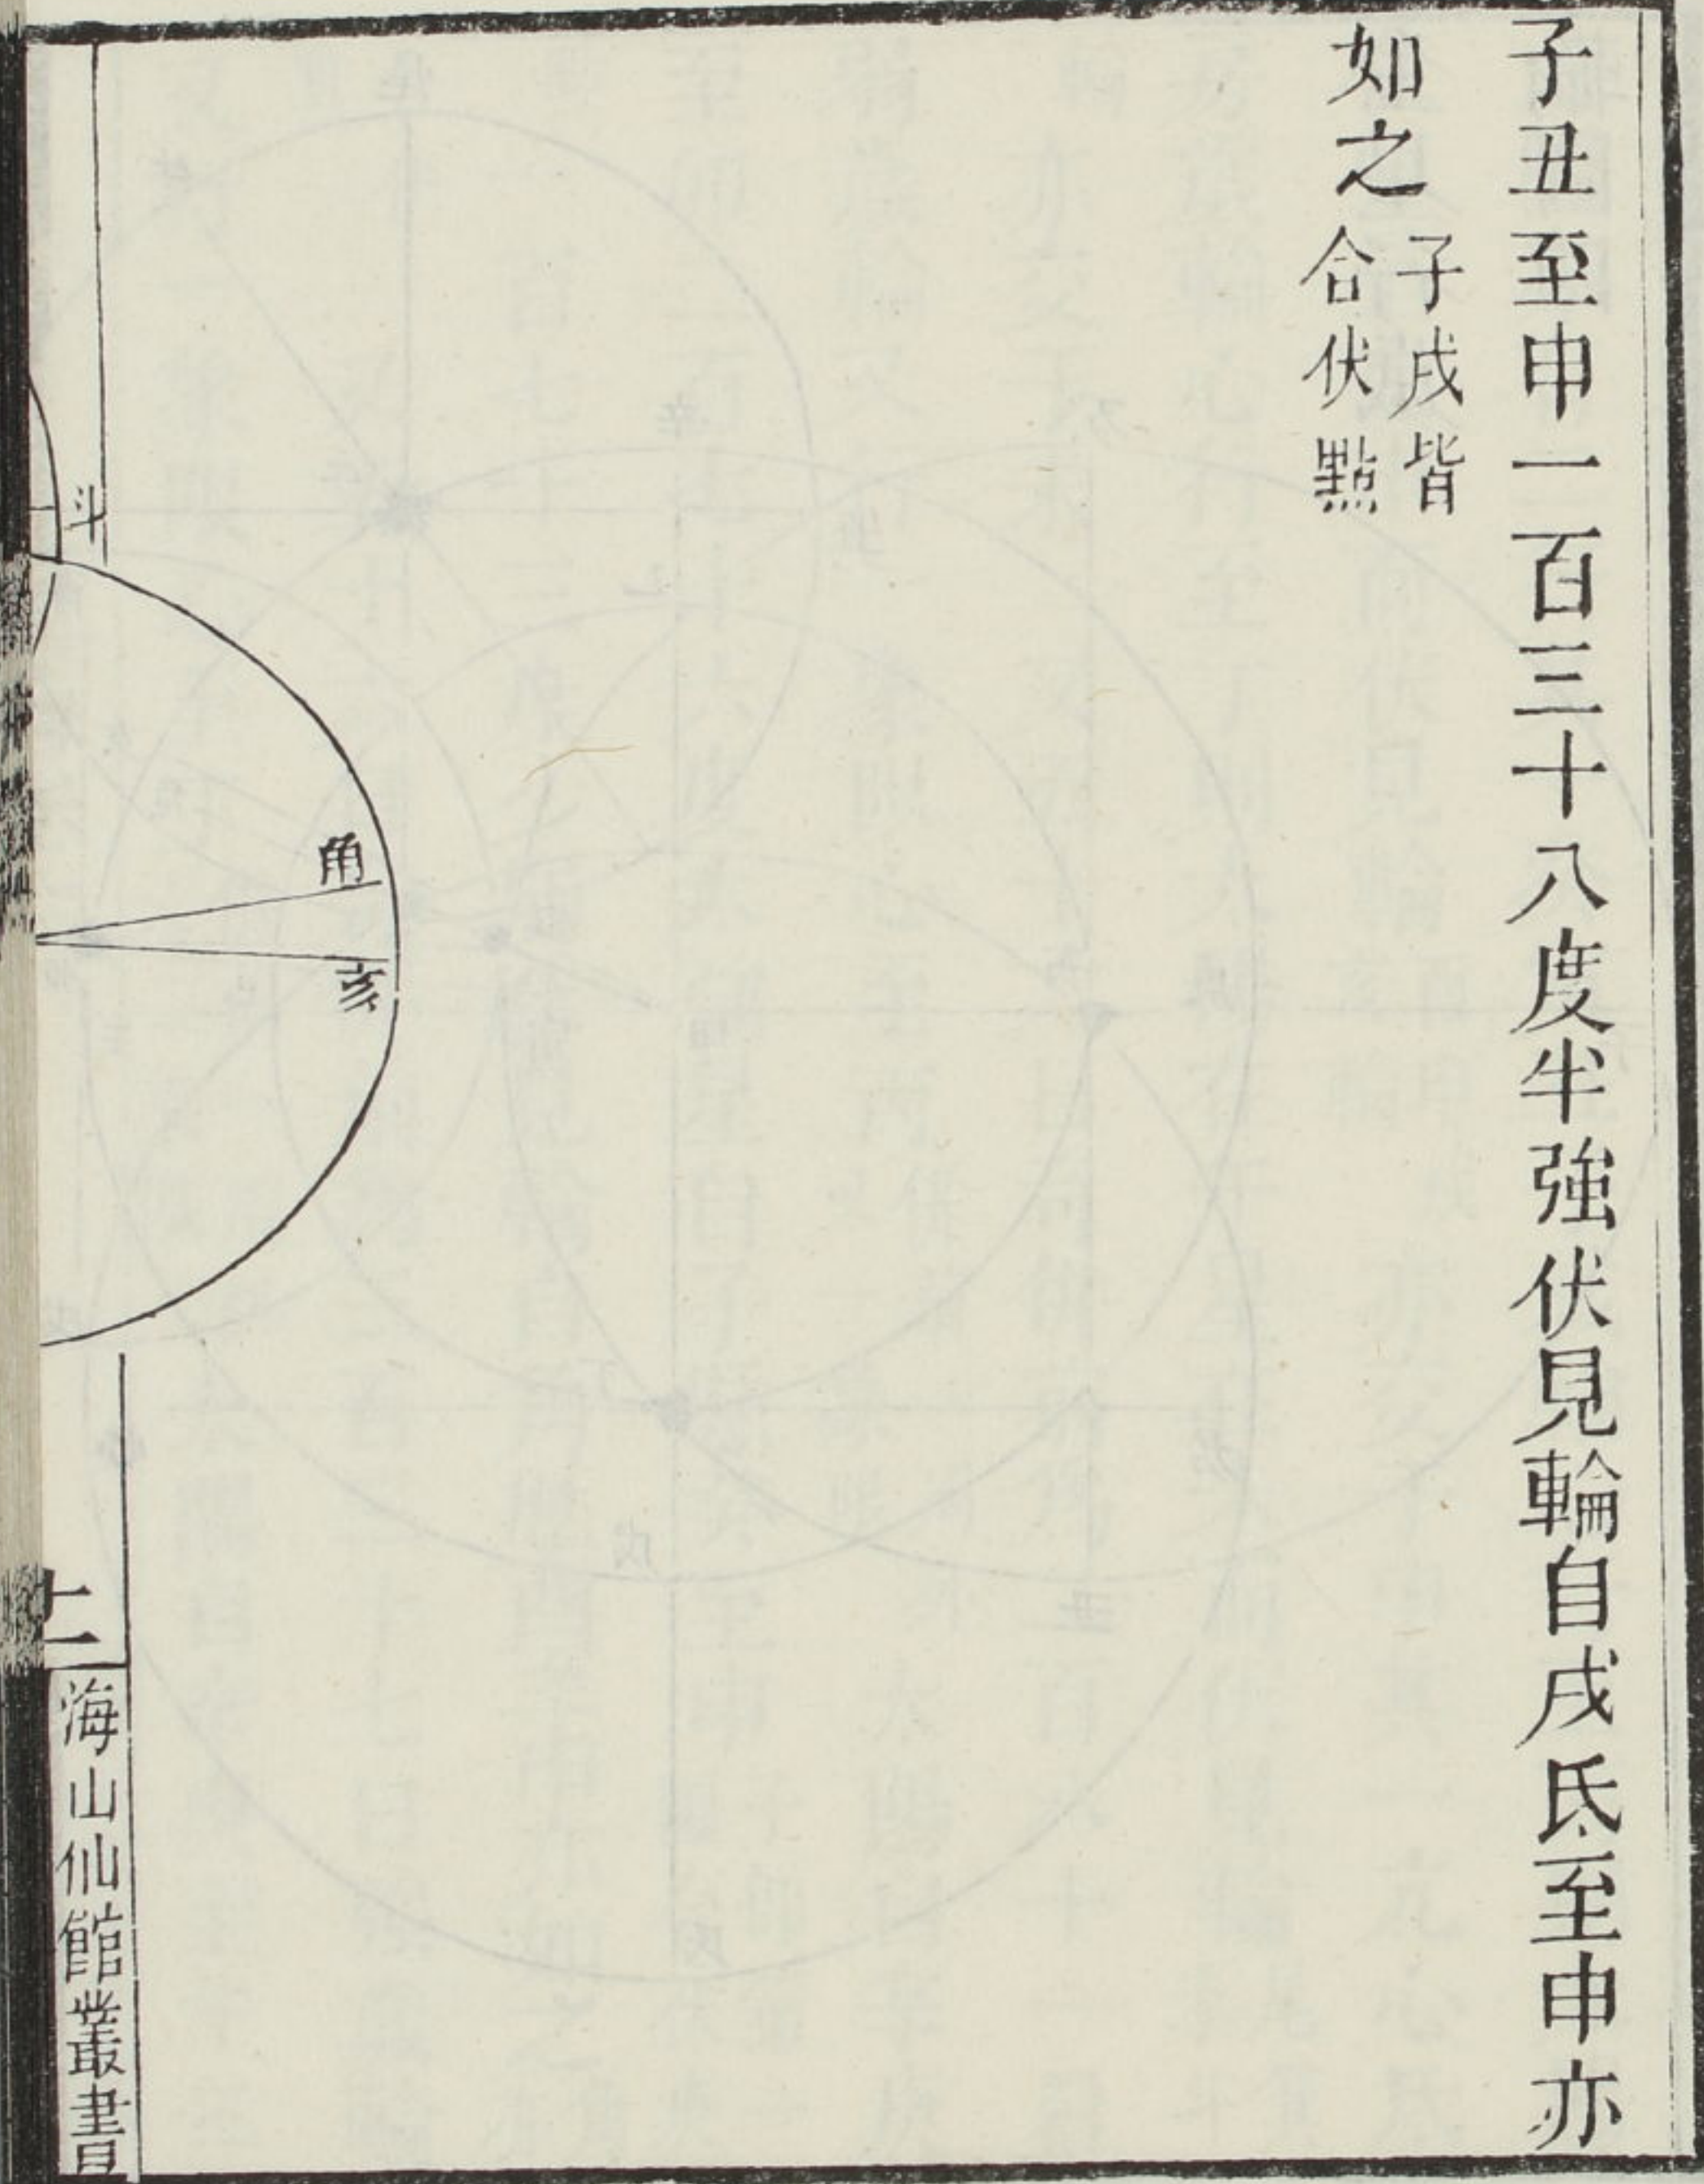 子丑至申一百三十八度半強伏見輪自戌氐至申亦
如之
子戌皆
合伏點
斗
角
亥
海山仙館叢書